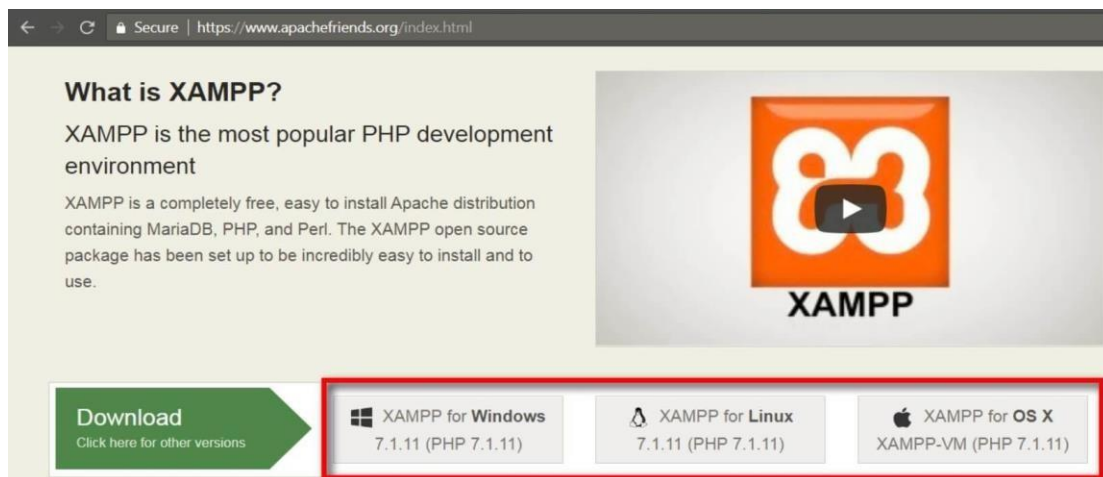 Secure | https://www.apachefriends.org/index.html
What is XAMPP?
XAMPP is the most popular PHP development
environment
XAMPP is a completely free, easy to install Apache distribution
containing MariaDB, PHP, and Perl. The XAMPP open source
package has been set up to be incredibly easy to install and to
use.
XAMPP
Download
Click here for other versions
XAMPP for Windows
7.1.11 (PHP 7.1.11)
XAMPP for Linux
7.1.11 (PHP 7.1.11)
XAMPP for OS X
XAMPP-VM (PHP 7.1.11)